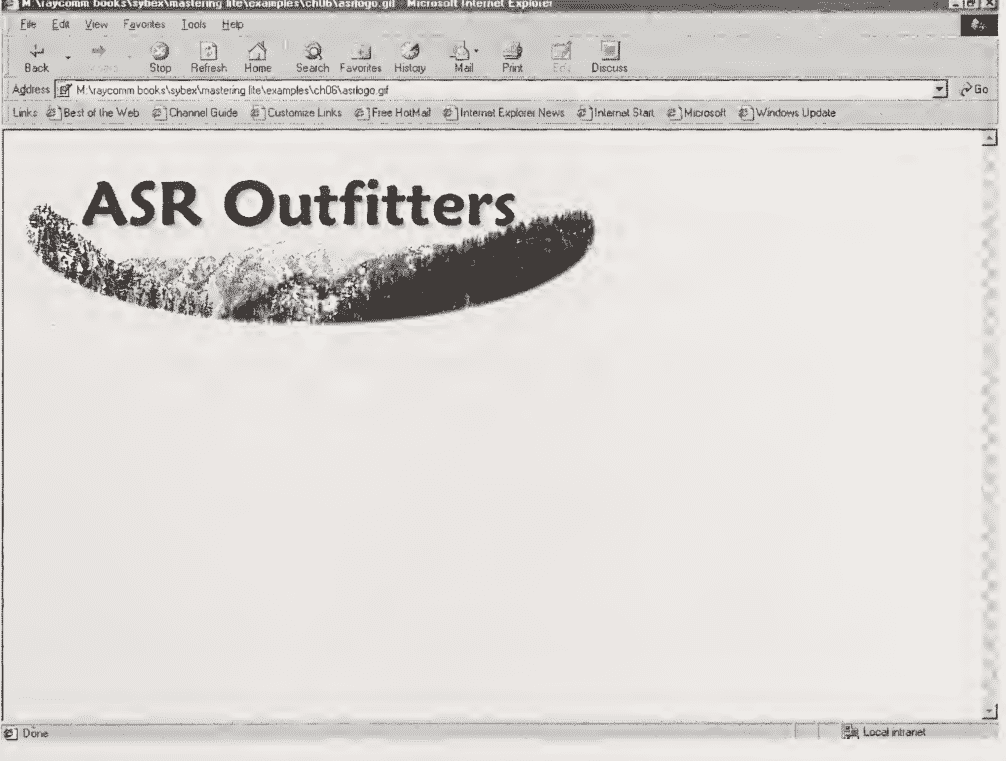 M:\raycomm books\sybex\mastering lite\examples\ch06\asrlogo.gif - Microsoft Internet Explorer
File Edit View Favorites Tools Help
Back Stop Refresh Home Search Favorites History Mail Print Edit Discuss
Address M:\raycomm books\sybex\mastering lite\examples\ch06\asrlogo.gif Go
Links Best of the Web Channel Guide Customize Links Free HotMail Internet Explorer News Internet Start Microsoft Windows Update
ASR Outfitters
Done Local intranet